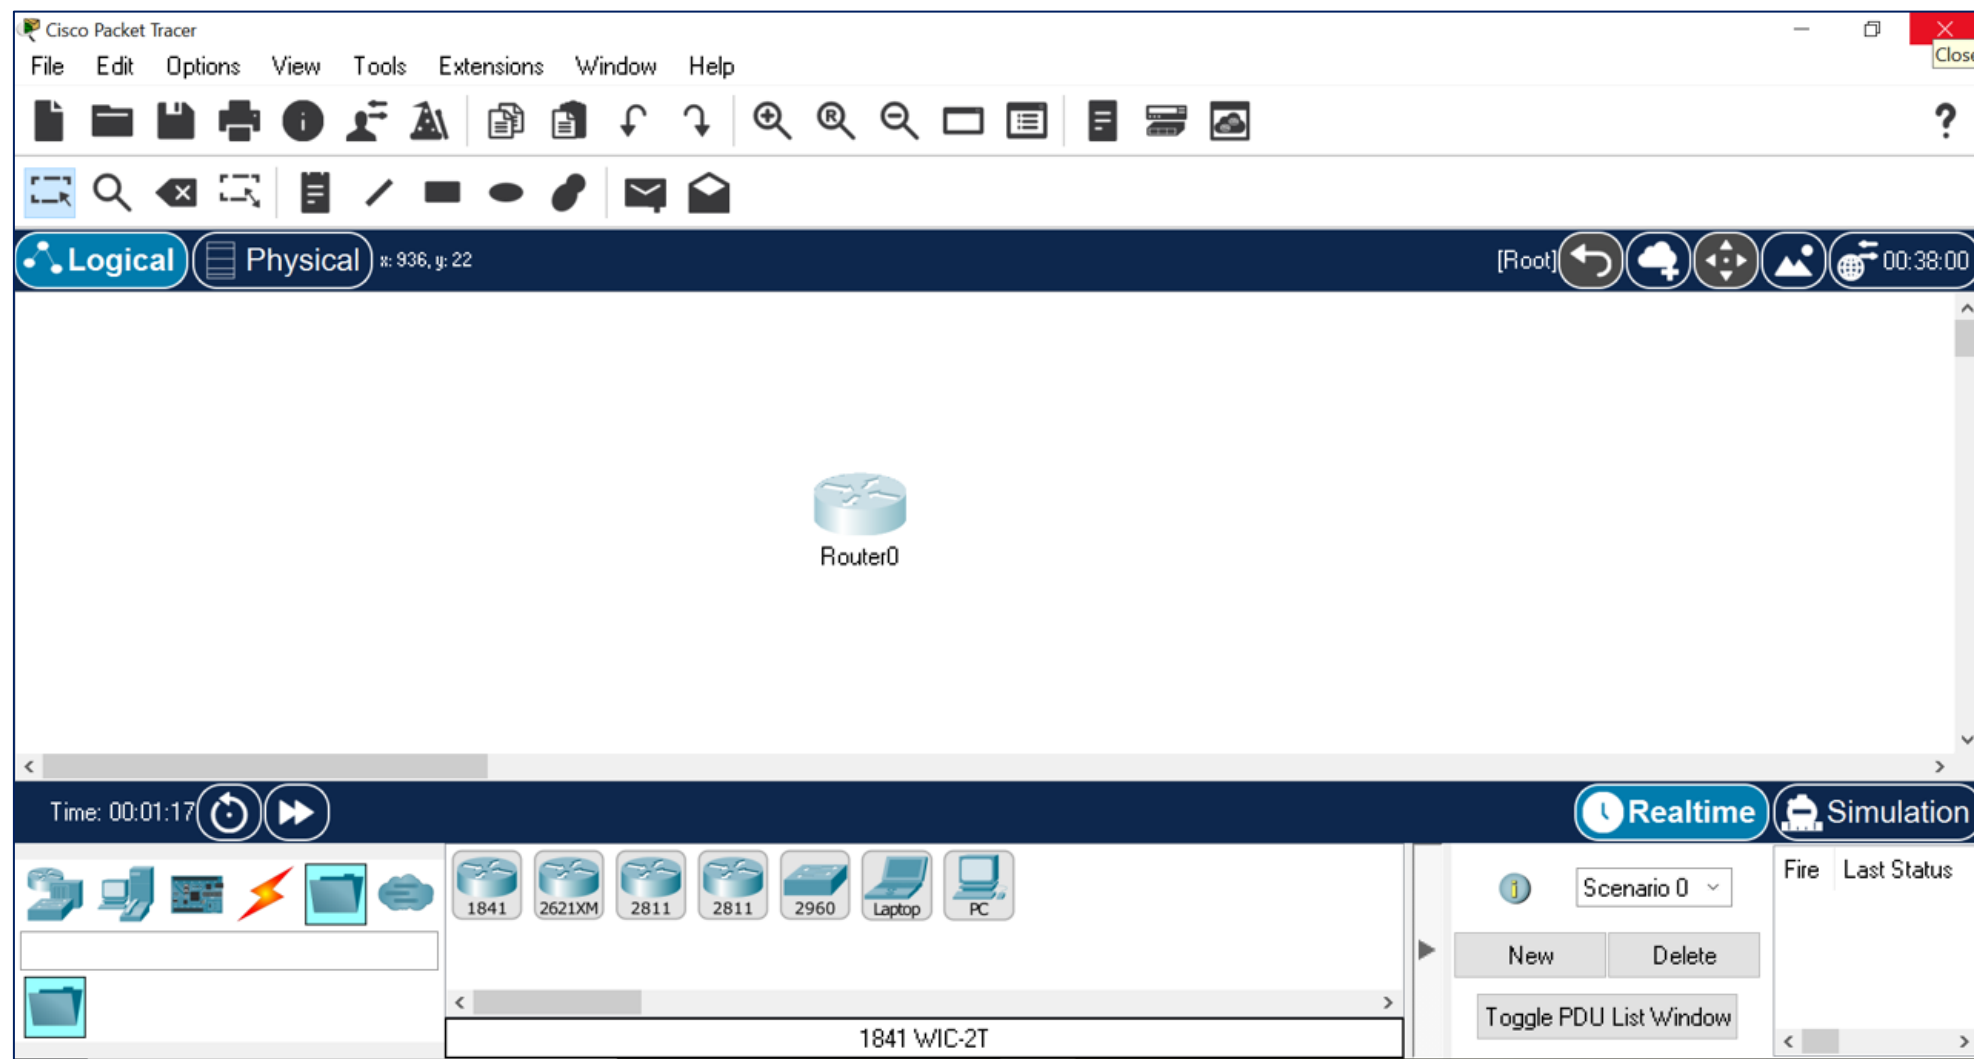 Cisco Packet Tracer
Close
File Edit Options View Tools Extensions Window Help
Logical Physical x: 936, y: 22 [Root] 00:38:00
Router0
Time: 00:01:17 Realtime Simulation
1841 2621XM 2811 2811 2960 Laptop PC
Scenario 0
Fire Last Status
New Delete
Toggle PDU List Window
1841 WIC-2T